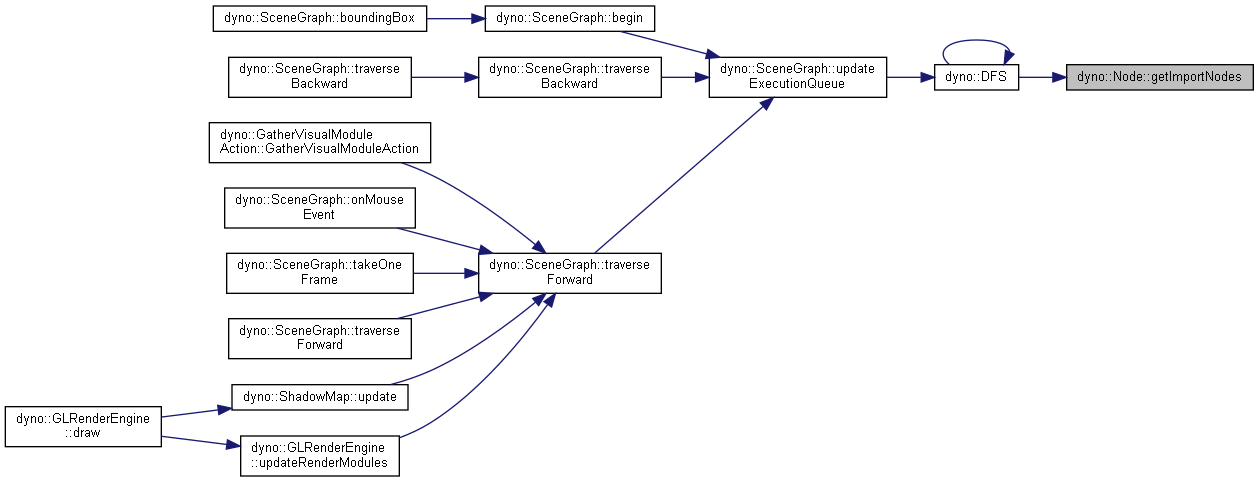 dyno::SceneGraph::boundingBox
dyno::SceneGraph::begin
dyno::SceneGraph::traverse
Backward
dyno::SceneGraph::traverse
Backward
dyno::SceneGraph::update
ExecutionQueue
dyno::DFS
dyno::Node::getImportNodes
dyno::GatherVisualModule
Action::GatherVisualModuleAction
dyno::SceneGraph::onMouse
Event
dyno::SceneGraph::takeOne
Frame
dyno::SceneGraph::traverse
Forward
dyno::SceneGraph::traverse
Forward
dyno::ShadowMap::update
dyno::GLRenderEngine
::draw
dyno::GLRenderEngine
::updateRenderModules